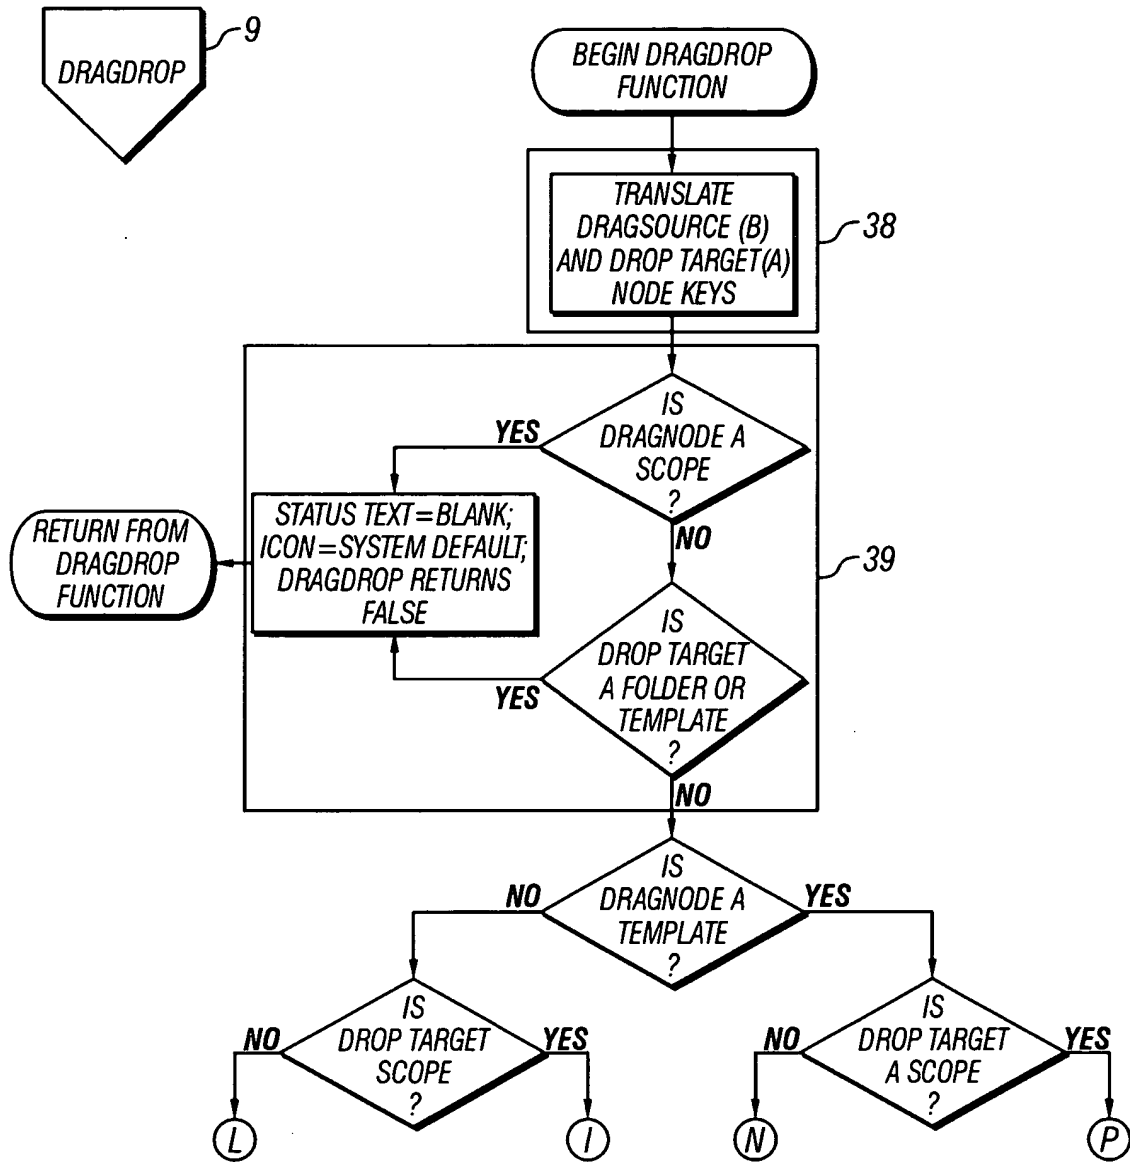 DRAGDROP
9
BEGIN DRAGDROP
FUNCTION
TRANSLATE
DRAGSOURCE (B)
AND DROP TARGET(A)
NODE KEYS
38
IS
DRAGNODE A
SCOPE
?
YES
NO
STATUS TEXT=BLANK;
ICON=SYSTEM DEFAULT;
DRAGDROP RETURNS
FALSE
RETURN FROM
DRAGDROP
FUNCTION
39
IS
DROP TARGET
A FOLDER OR
TEMPLATE
?
YES
NO
IS
DRAGNODE A
TEMPLATE
?
NO
YES
IS
DROP TARGET
SCOPE
?
NO
YES
IS
DROP TARGET
A SCOPE
?
NO
YES
L
I
N
P